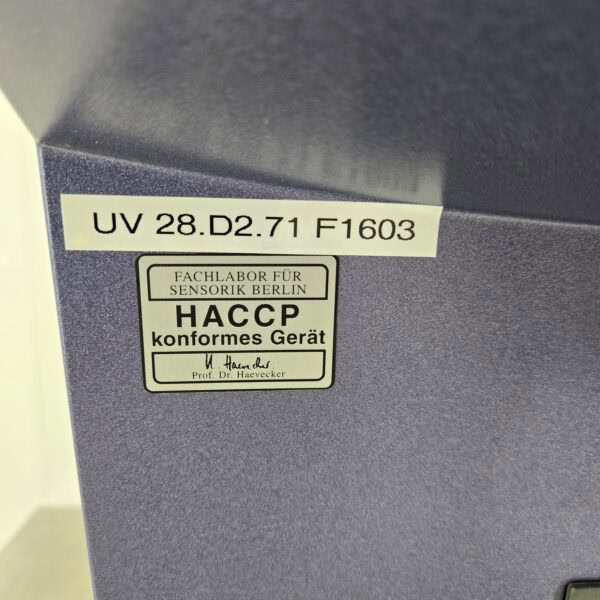 UV 28.D2.71 F1603
FACHLABOR FÜR
SENSORIK BERLIN
HACCP
konformes Gerät
Prof. Dr. Haevecker